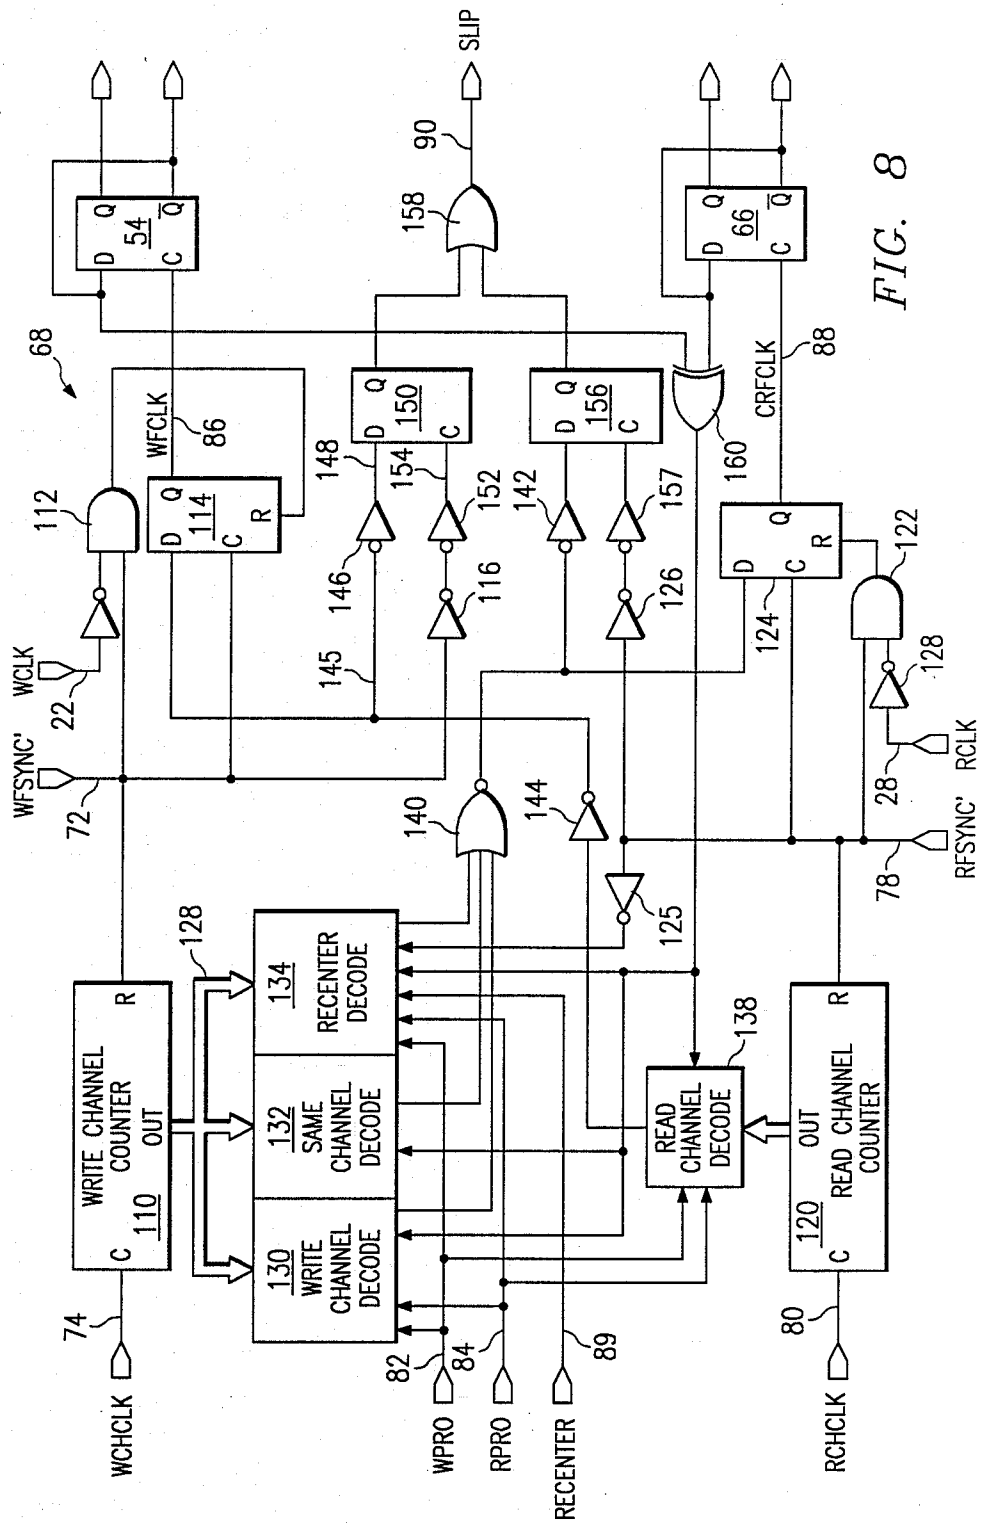 68
WCLK
22
112
WFSYNC'
72
WFCLK
86
D Q
114
C
R
D Q
54
C Q
WCHCLK
74
C
WRITE CHANNEL
COUNTER
110 OUT
R
128
130
WRITE
CHANNEL
DECODE
132
SAME
CHANNEL
DECODE
134
RECENTER
DECODE
82
WPRO
84
RPRO
89
RECENTER
140
144
145
146
148
D Q
150
C
116
152
154
142
D Q
156
C
126
157
158
90
SLIP
125
READ
CHANNEL
DECODE
138
160
120
OUT
READ CHANNEL
COUNTER
C
R
RCHCLK
80
78
RFSYNC'
28
RCLK
128
122
D
Q
C
R
124
CRFCLK
88
D Q
66
C Q
FIG. 8